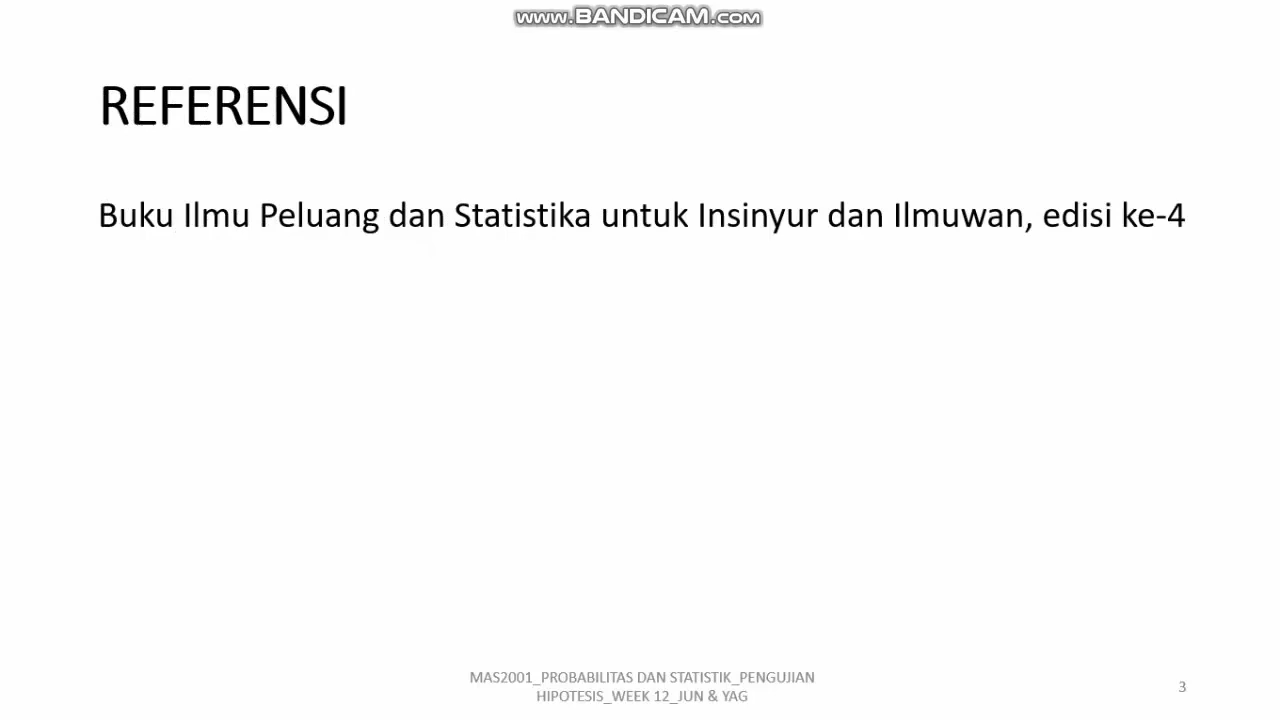 www.BANDICAM.com
REFERENSI
Buku Ilmu Peluang dan Statistika untuk Insinyur dan Ilmuwan, edisi ke-4
MAS2001_PROBABILITAS DAN STATISTIK_PENGUJIAN
HIPOTESIS_WEEK 12_JUN & YAG
3